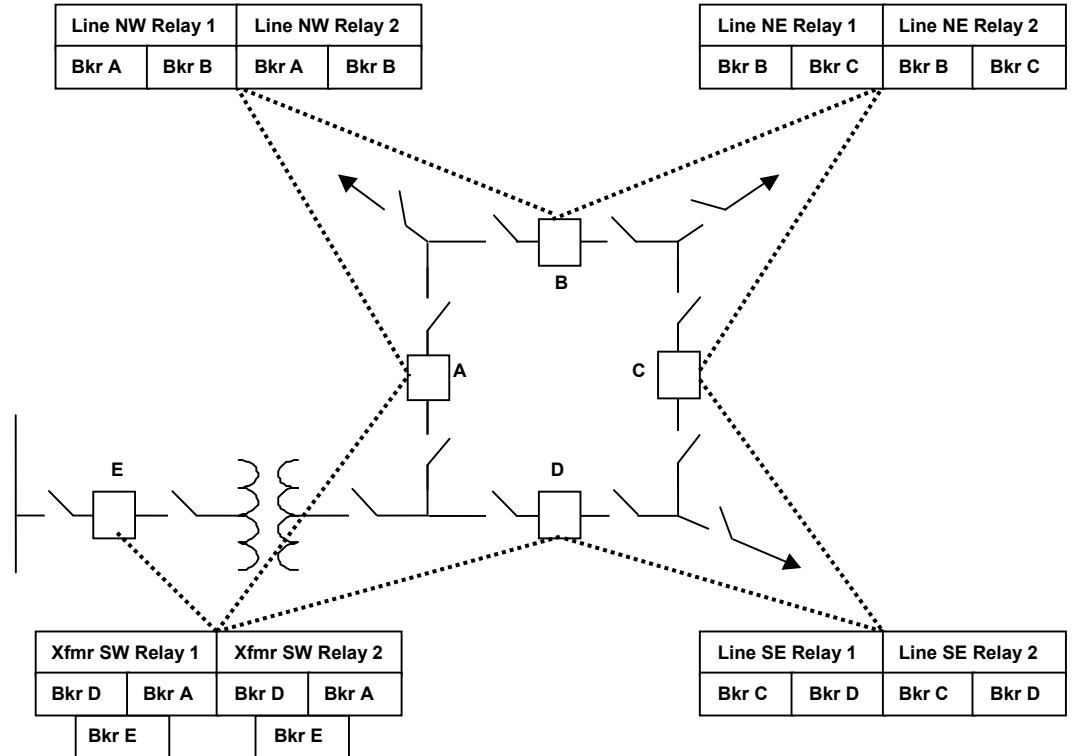 Line NW Relay 1 Line NW Relay 2 Line NE Relay 1 Line NE Relay 2
Bkr A Bkr B Bkr A Bkr B Bkr B Bkr C Bkr B Bkr C
B
A C
E D
Xfmr SW Relay 1 Xfmr SW Relay 2 Line SE Relay 1 Line SE Relay 2
Bkr D Bkr A Bkr D Bkr A Bkr C Bkr D Bkr C Bkr D
Bkr E Bkr E